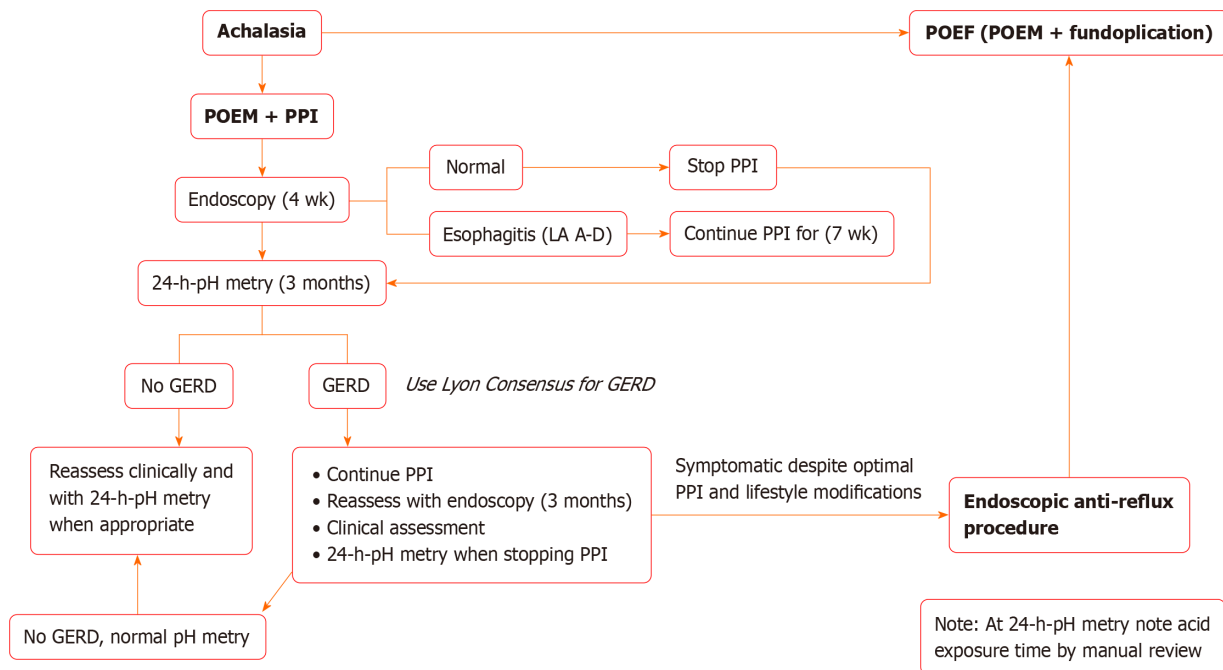 Achalasia
POEF (POEM + fundoplication)
POEM + PPI
Normal
Stop PPI
Endoscopy (4 wk)
Esophagitis (LA A-D)
Continue PPI for (7 wk)
24-h-pH metry (3 months)
No GERD
GERD
Use Lyon Consensus for GERD
Reassess clinically and
with 24-h-pH metry
when appropriate
• Continue PPI
• Reassess with endoscopy (3 months)
• Clinical assessment
• 24-h-pH metry when stopping PPI
Symptomatic despite optimal
PPI and lifestyle modifications
Endoscopic anti-reflux
procedure
No GERD, normal pH metry
Note: At 24-h-pH metry note acid
exposure time by manual review